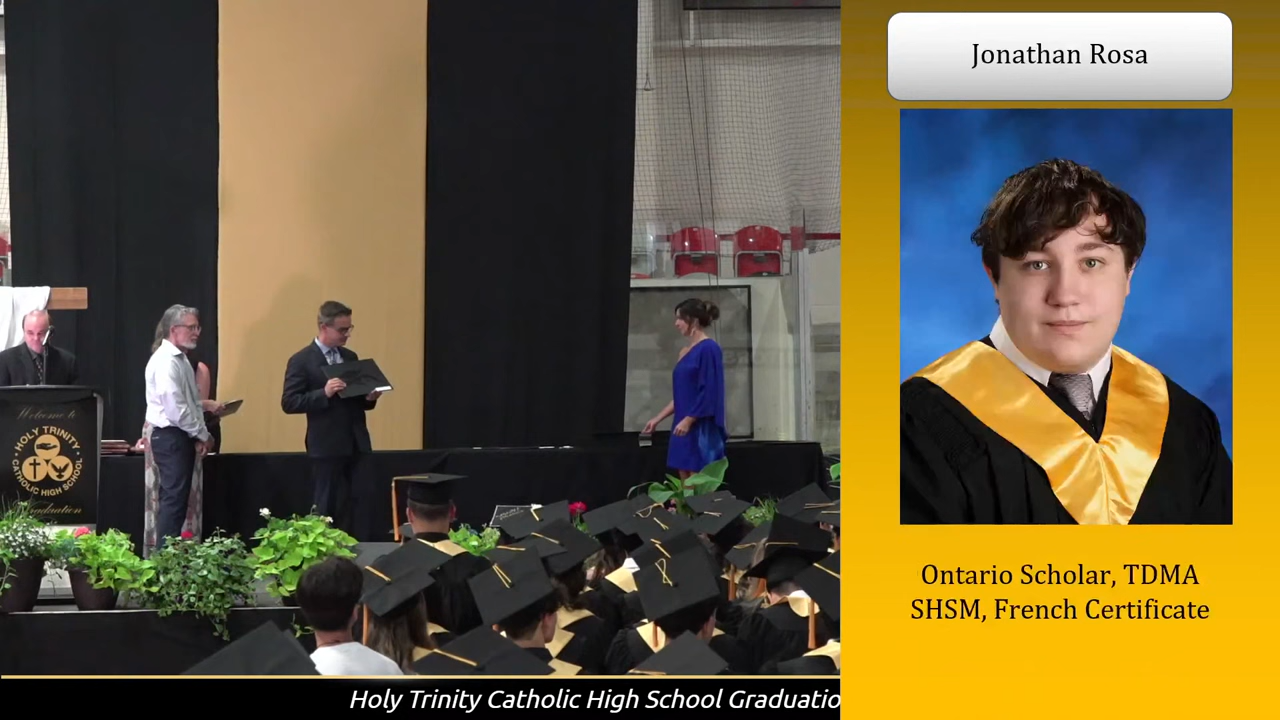 Jonathan Rosa
Welcome to
HOLY TRINITY
CATHOLIC HIGH SCHOOL
Graduation
Ontario Scholar, TDMA
SHSM, French Certificate
Holy Trinity Catholic High School Graduatio